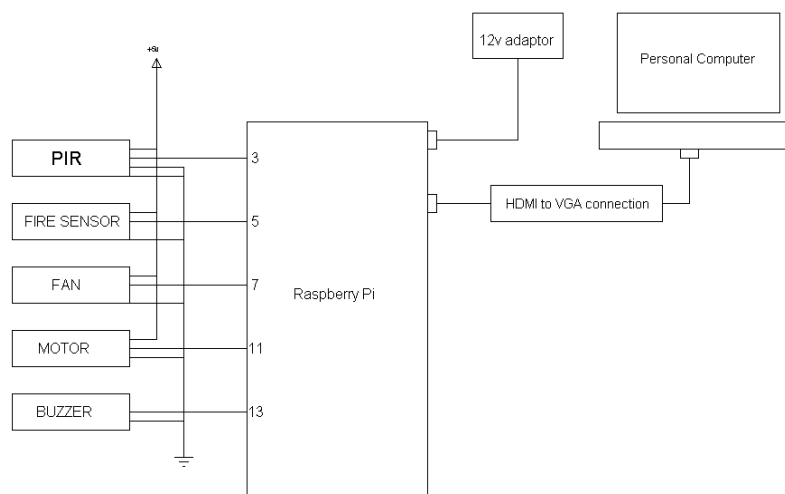 12v adaptor
Personal Computer
PIR
3
FIRE SENSOR
5
HDMI to VGA connection
FAN
7
Raspberry Pi
MOTOR
11
BUZZER
13